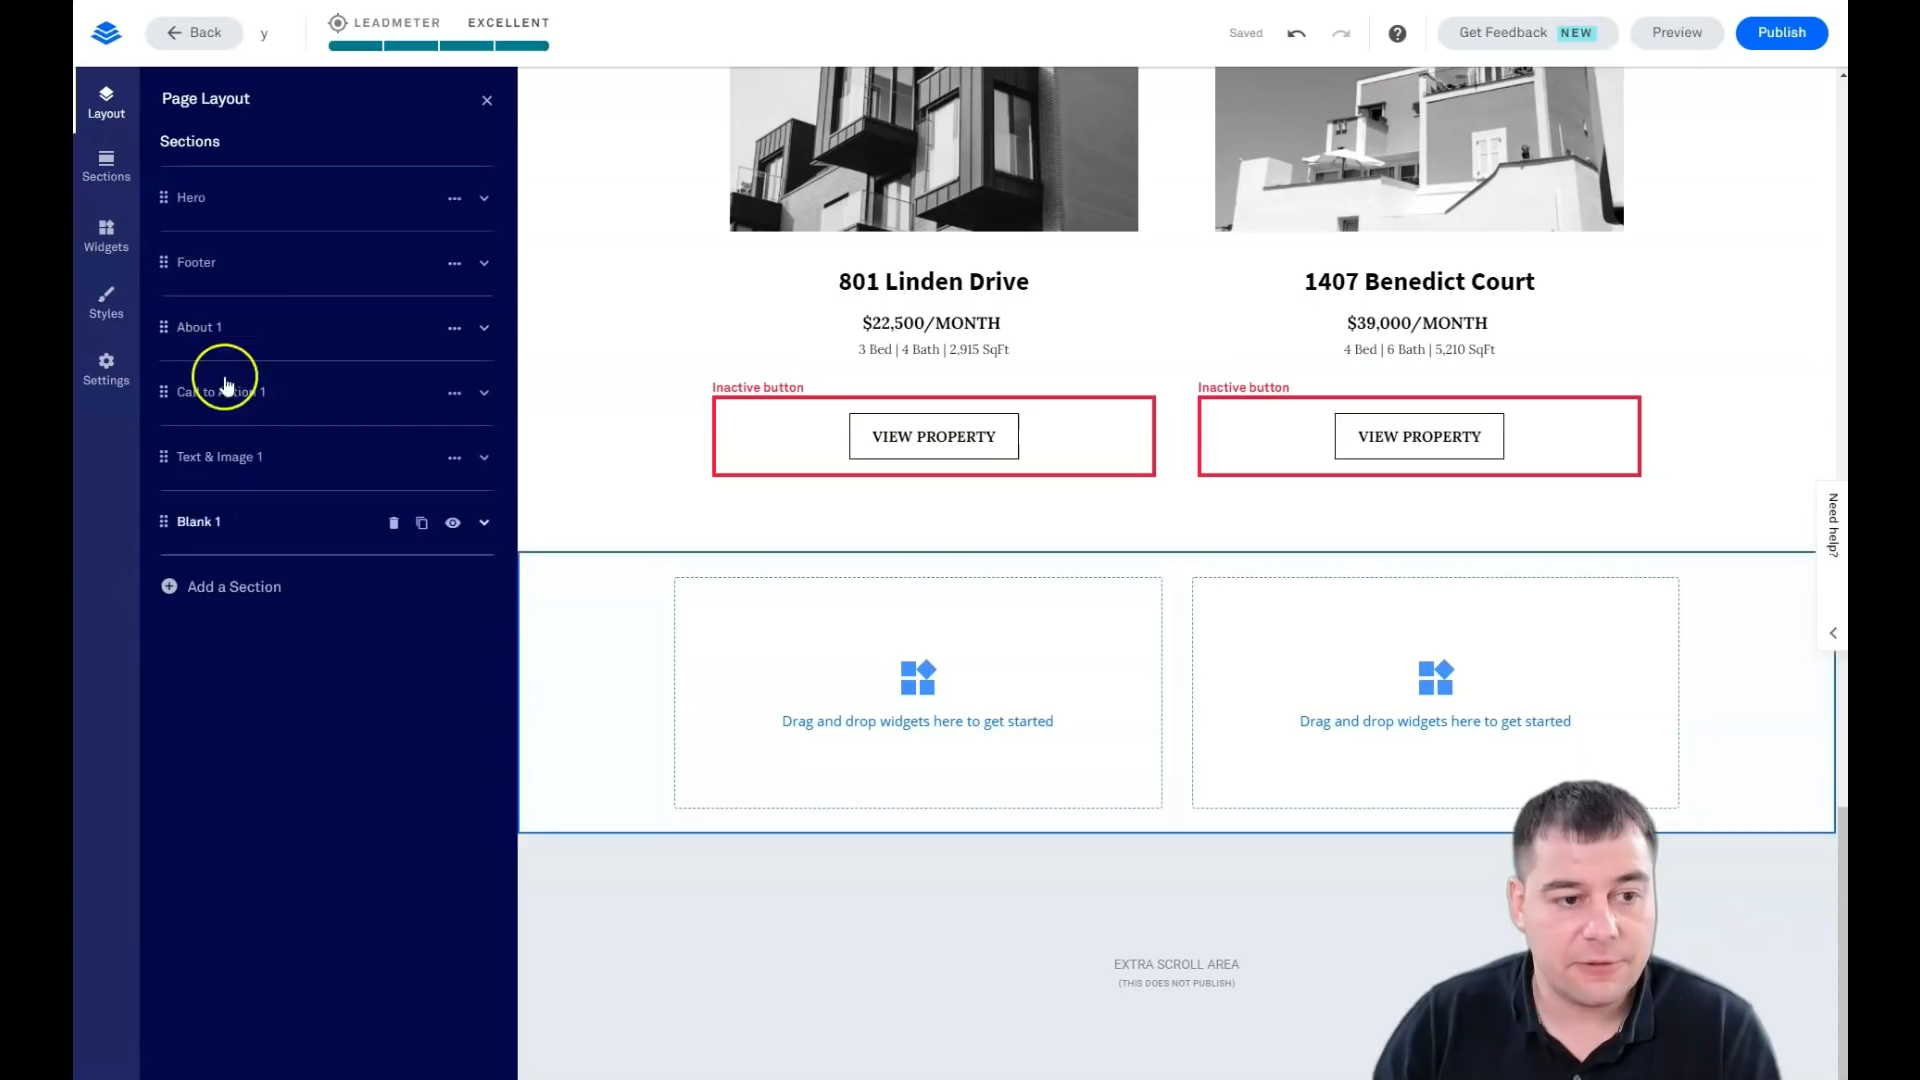 Back
y
LEADMETER EXCELLENT
Saved
Get Feedback NEW
Preview
Publish
Layout
Sections
Widgets
Styles
Settings
Page Layout
Sections
Hero
Footer
About 1
Call to Action 1
Text & Image 1
Blank 1
Add a Section
801 Linden Drive
$22,500/MONTH
3 Bed | 4 Bath | 2,915 SqFt
Inactive button
VIEW PROPERTY
1407 Benedict Court
$39,000/MONTH
4 Bed | 6 Bath | 5,210 SqFt
Inactive button
VIEW PROPERTY
Need help?
Drag and drop widgets here to get started
Drag and drop widgets here to get started
EXTRA SCROLL AREA
(THIS DOES NOT PUBLISH)